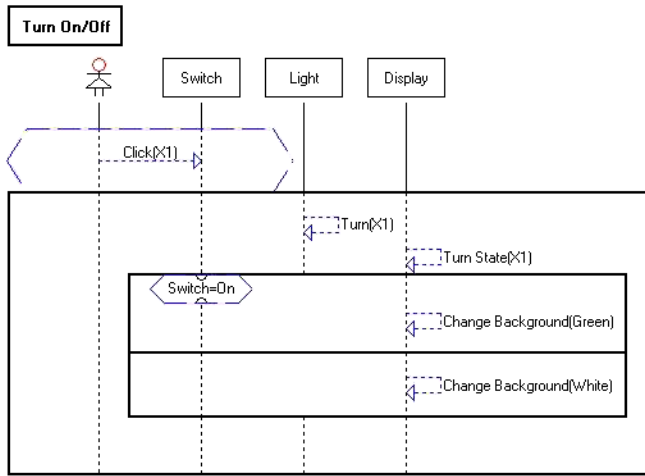 Turn On/Off
Switch
Light
Display
Click(X1)
Turn(X1)
Turn State(X1)
Switch=On
Change Background(Green)
Change Background(White)